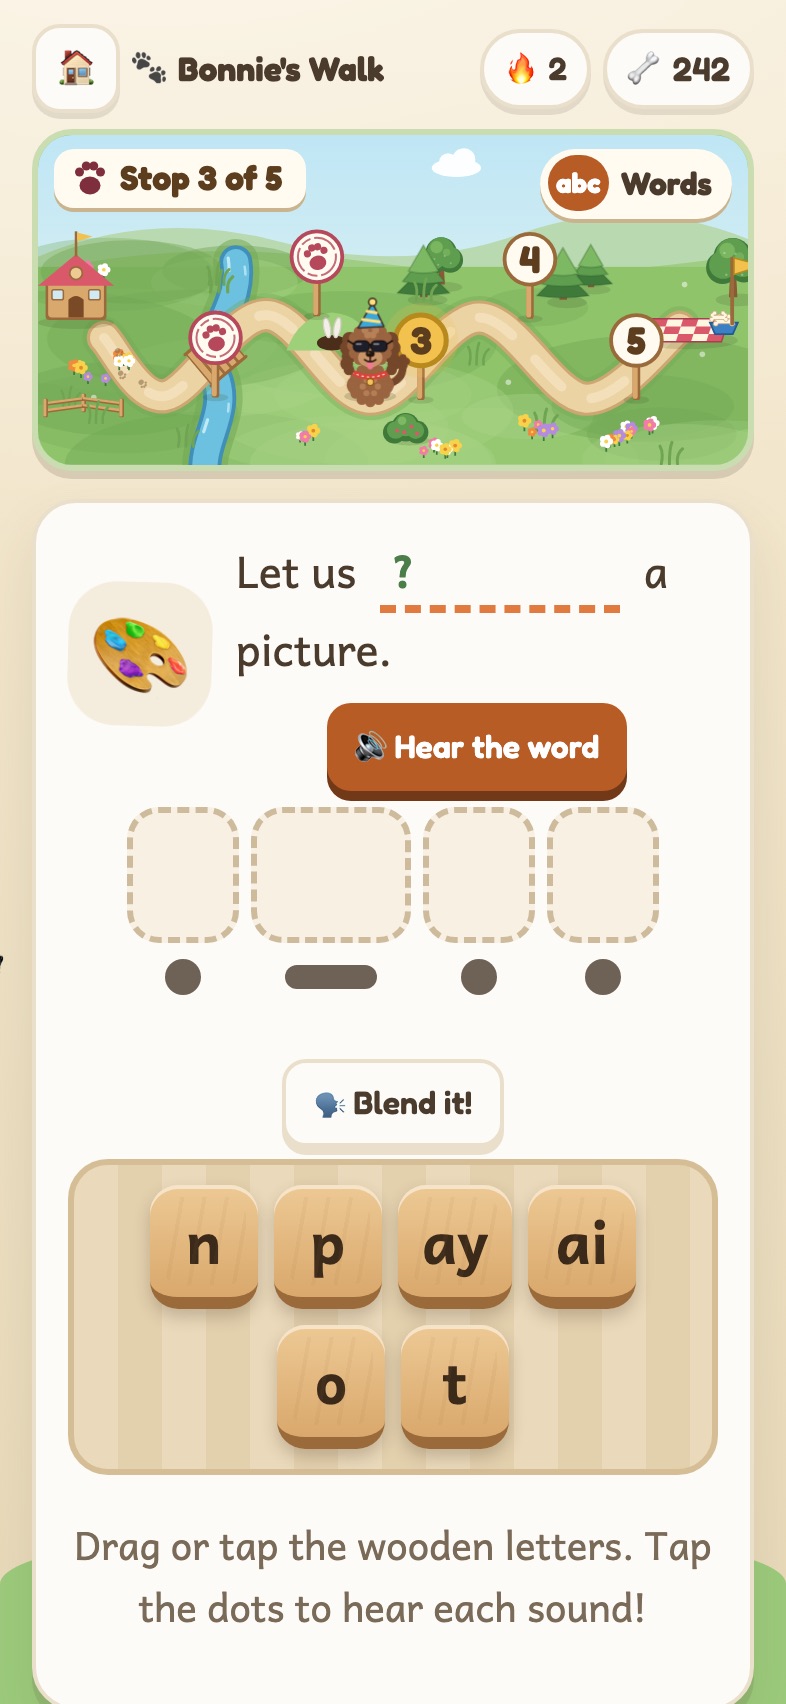 Bonnie's Walk
2
242
Stop 3 of 5
abc Words
4
3
5
Let us ? a
picture.
Hear the word
Blend it!
n p ay ai
o t
Drag or tap the wooden letters. Tap
the dots to hear each sound!